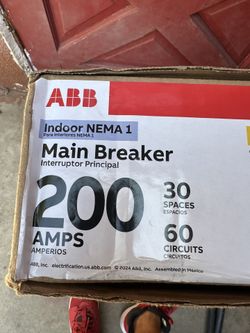 ABB
Indoor NEMA 1
Para interiores NEMA 1
Main Breaker
Interruptor Principal
200
AMPS
AMPERIOS
30
SPACES
ESPACIOS
60
CIRCUITS
CIRCUITOS
ABB, Inc. electrification.us.abb.com © 2024 ABB, Inc. Assembled in Mexico